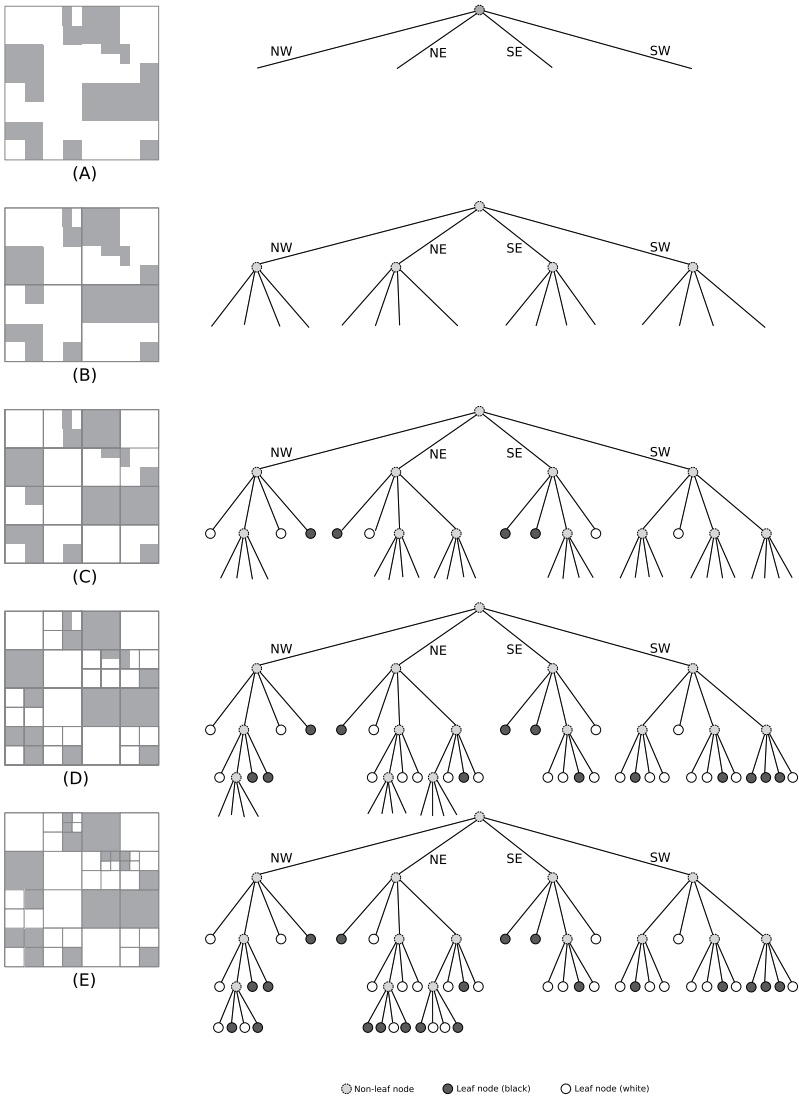 NW NE SE SW
(A)
NW NE SE SW
(B)
NW NE SE SW
(C)
NW NE SE SW
(D)
NW NE SE SW
(E)
Non-leaf node Leaf node (black) Leaf node (white)